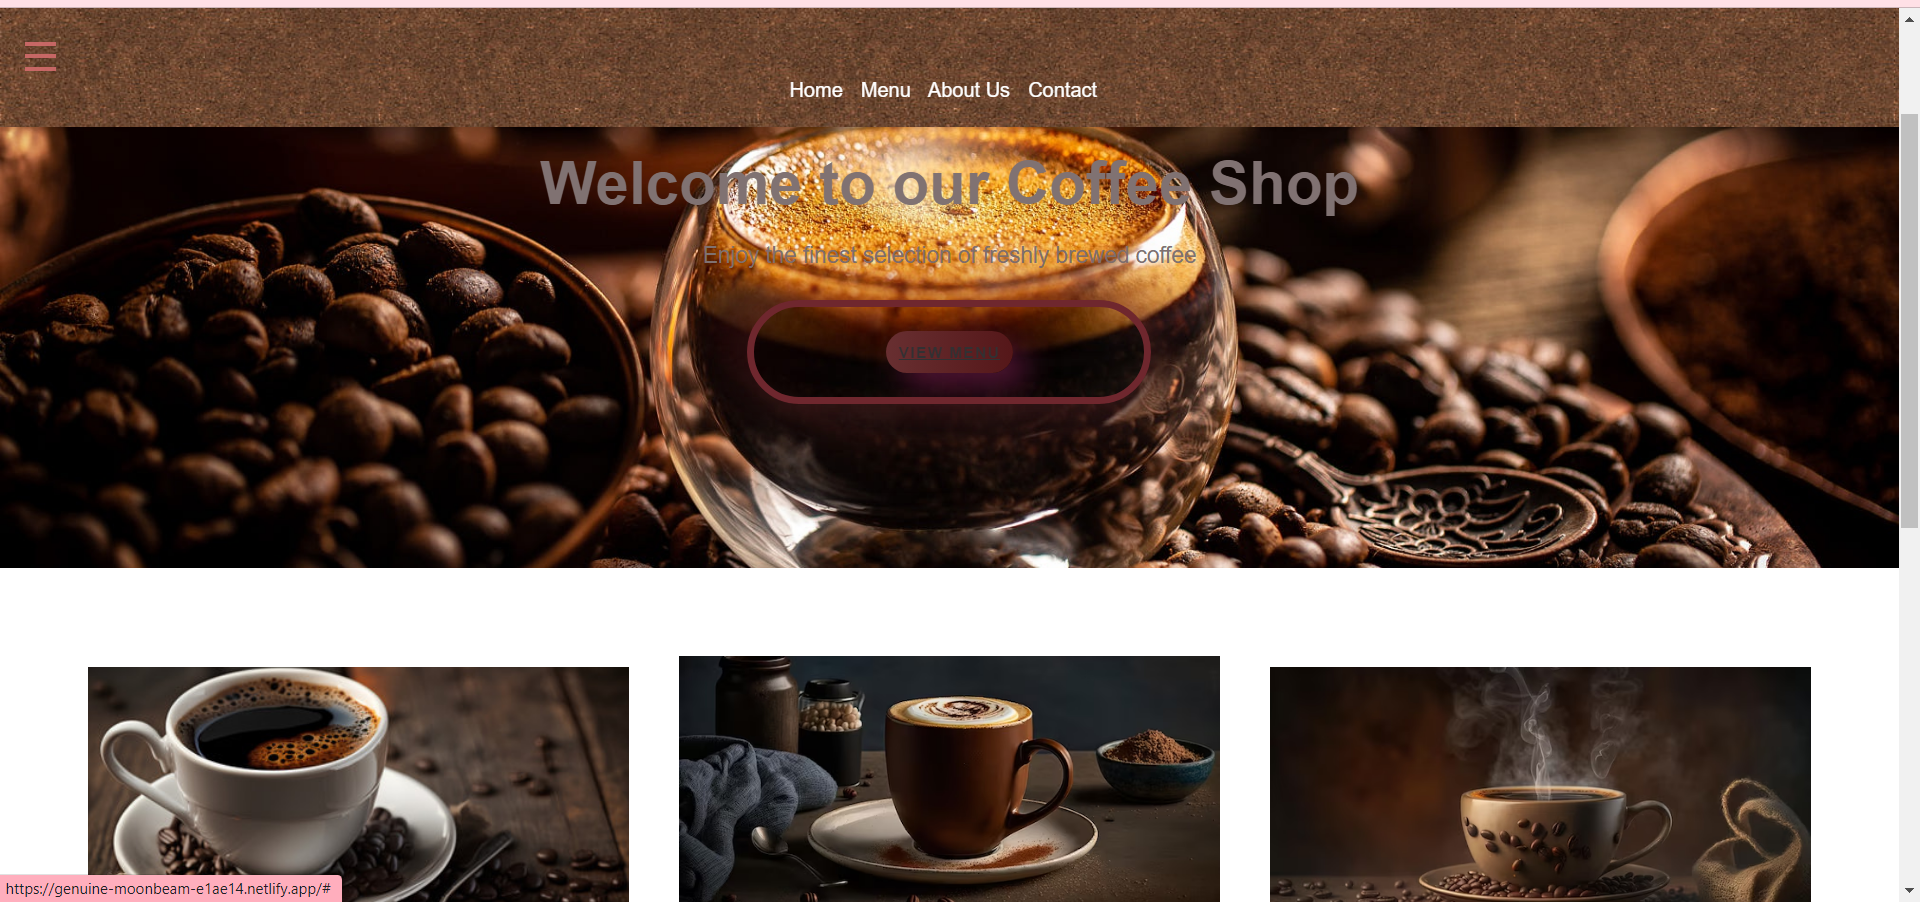 Home Menu About Us Contact
Welcome to our Coffee Shop
Enjoy the finest selection of freshly brewed coffee
VIEW MENU
https://genuine-moonbeam-e1ae14.netlify.app/#